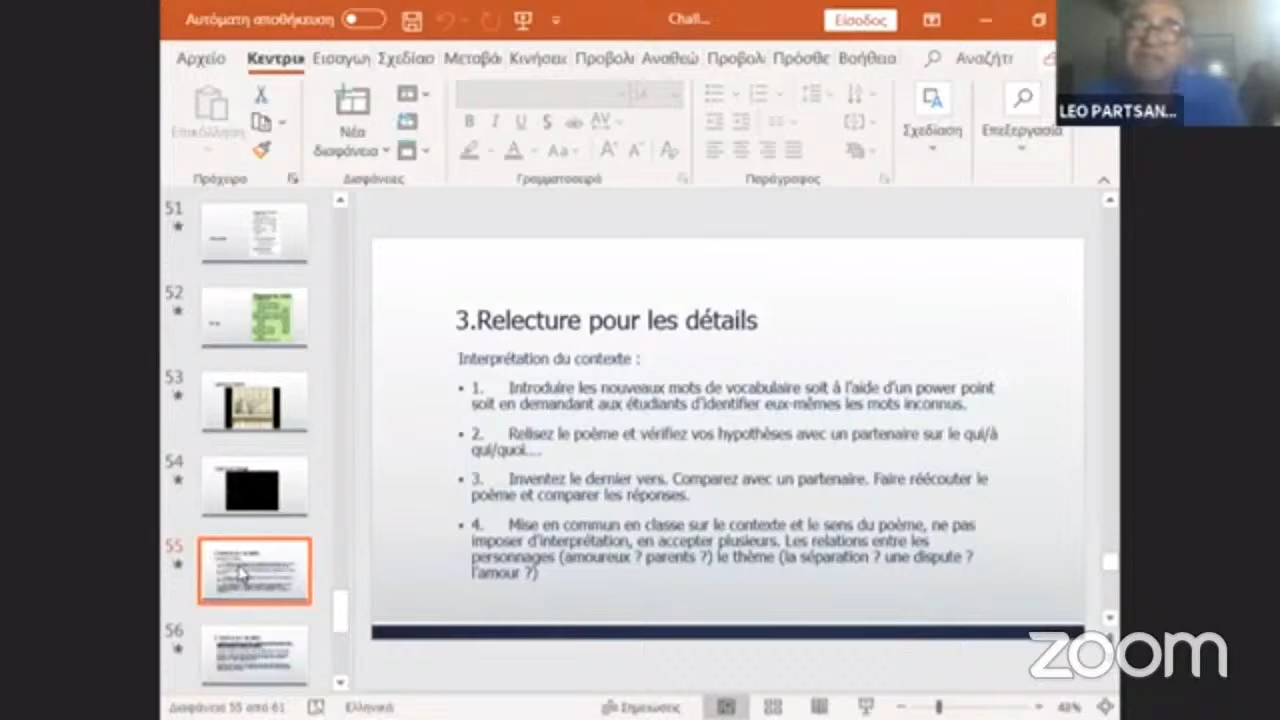 Αυτόματη αποθήκευση
Chall...
Είσοδος
Αρχείο Κεντρικ Εισαγωγ Σχεδίασ Μεταβά Κινήσει Προβολι Αναθεώ Προβολι Πρόσθε Βοήθεια Αναζήτη
LEO PARTSAN...
Επικόλληση
Νέα
διαφάνεια
Σχεδίαση
Επεξεργασία
Πρόχειρο
Διαφάνειες
Γραμματοσειρά
Παράγραφος
51
52
53
54
55
56
3.Relecture pour les détails
Interprétation du contexte :
• 1. Introduire les nouveaux mots de vocabulaire soit à l'aide d'un power point
soit en demandant aux étudiants d'identifier eux-mêmes les mots inconnus.
• 2. Relisez le poème et vérifiez vos hypothèses avec un partenaire sur le qui/à
qui/quoi....
• 3. Inventez le dernier vers. Comparez avec un partenaire. Faire réécouter le
poème et comparer les réponses.
• 4. Mise en commun en classe sur le contexte et le sens du poème, ne pas
imposer d'interprétation, en accepter plusieurs. Les relations entre les
personnages (amoureux ? parents ?) le thème (la séparation ? une dispute ?
l'amour ?)
zoom
Διαφάνεια 55 από 61
Ελληνικά
Σημειώσεις
48%